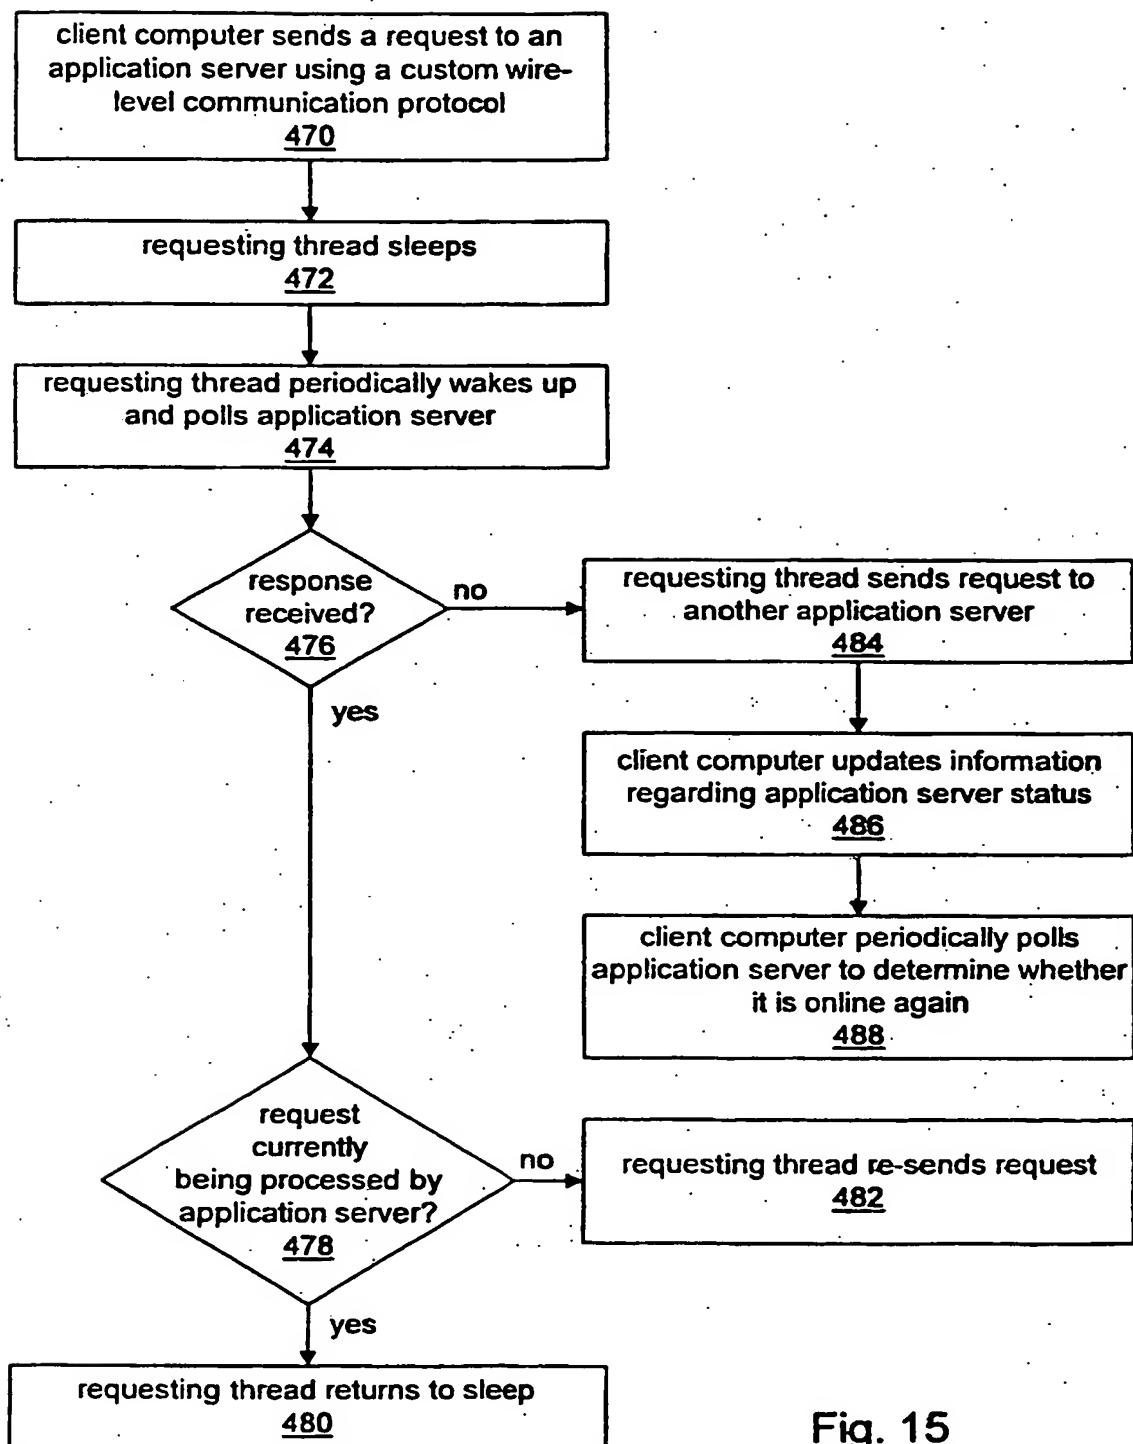 client computer sends a request to an
application server using a custom wire-
level communication protocol
470
requesting thread sleeps
472
requesting thread periodically wakes up
and polls application server
474
response
received?
476
no
requesting thread sends request to
another application server
484
yes
client computer updates information
regarding application server status
486
client computer periodically polls
application server to determine whether
it is online again
488
request
currently
being processed by
application server?
478
no
requesting thread re-sends request
482
yes
requesting thread returns to sleep
480
Fig. 15